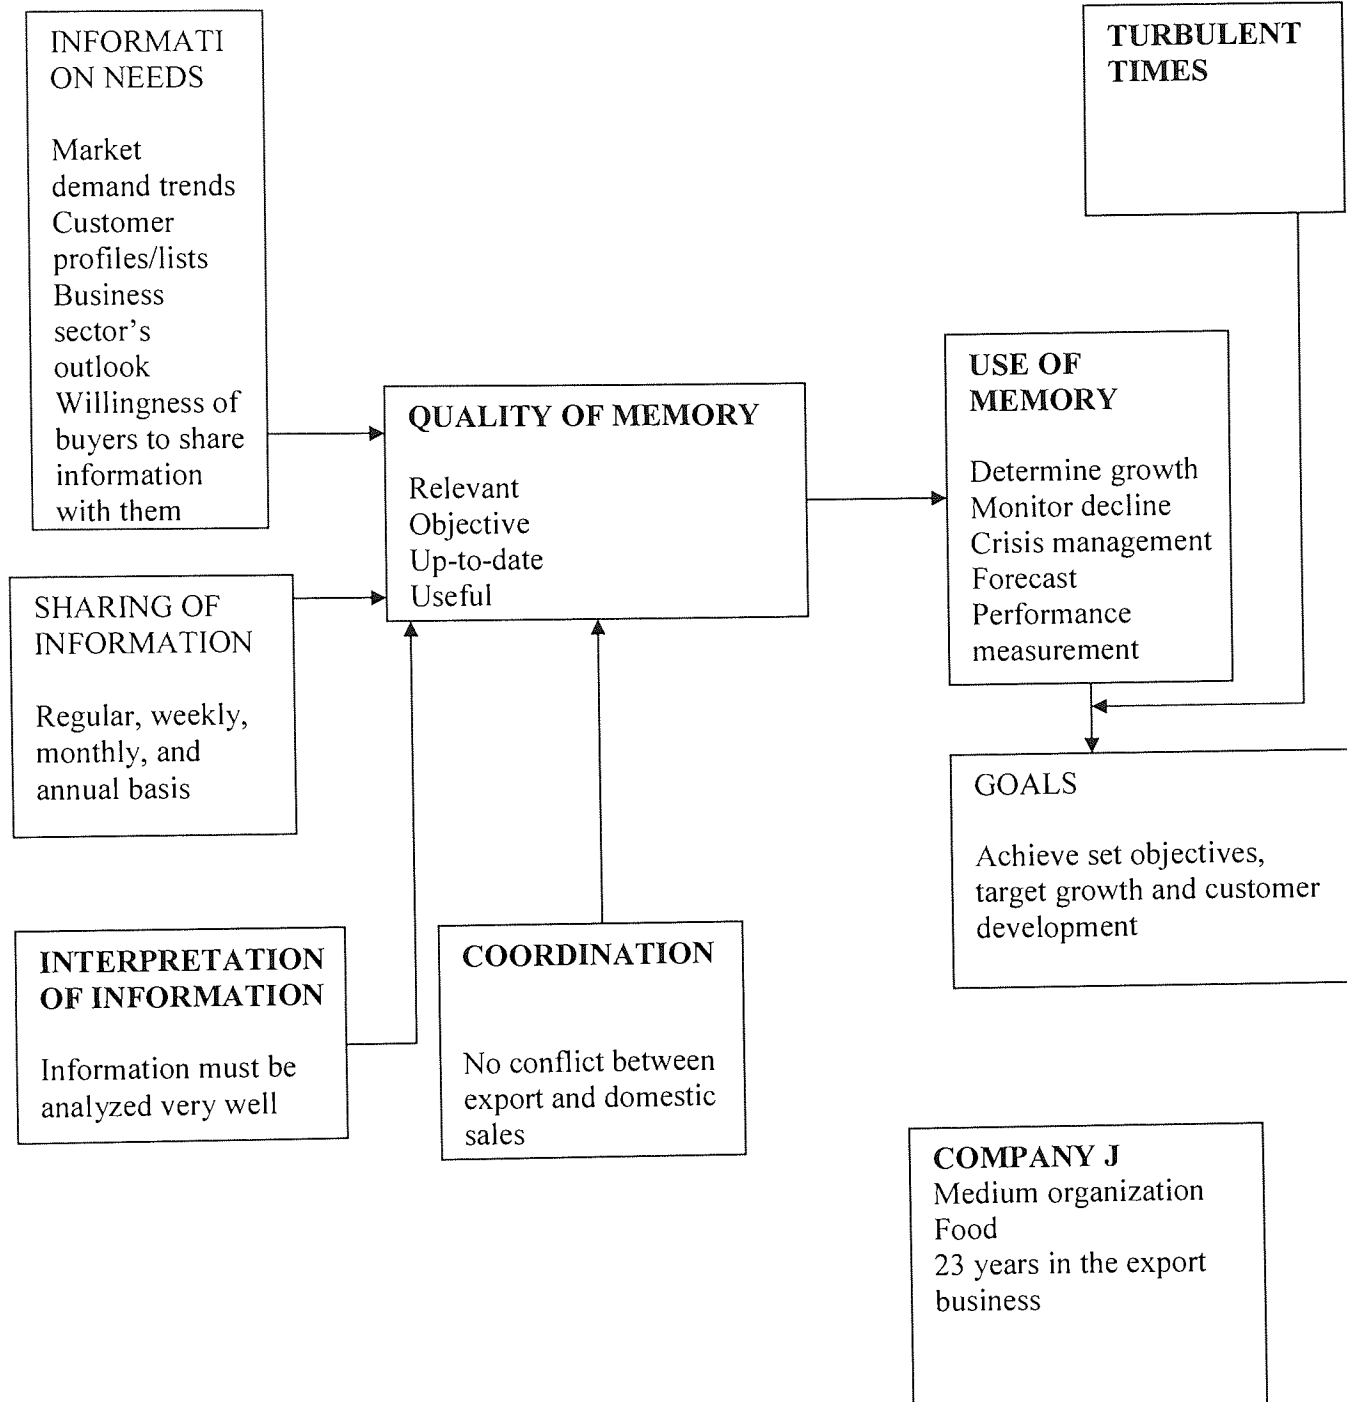 INFORMATI
ON NEEDS
Market
demand trends
Customer
profiles/lists
Business
sector's
outlook
Willingness of
buyers to share
information
with them
SHARING OF
INFORMATION
Regular, weekly,
monthly, and
annual basis
INTERPRETATION
OF INFORMATION
Information must be
analyzed very well
QUALITY OF MEMORY
Relevant
Objective
Up-to-date
Useful
COORDINATION
No conflict between
export and domestic
sales
TURBULENT
TIMES
USE OF
MEMORY
Determine growth
Monitor decline
Crisis management
Forecast
Performance
measurement
GOALS
Achieve set objectives,
target growth and customer
development
COMPANY J
Medium organization
Food
23 years in the export
business